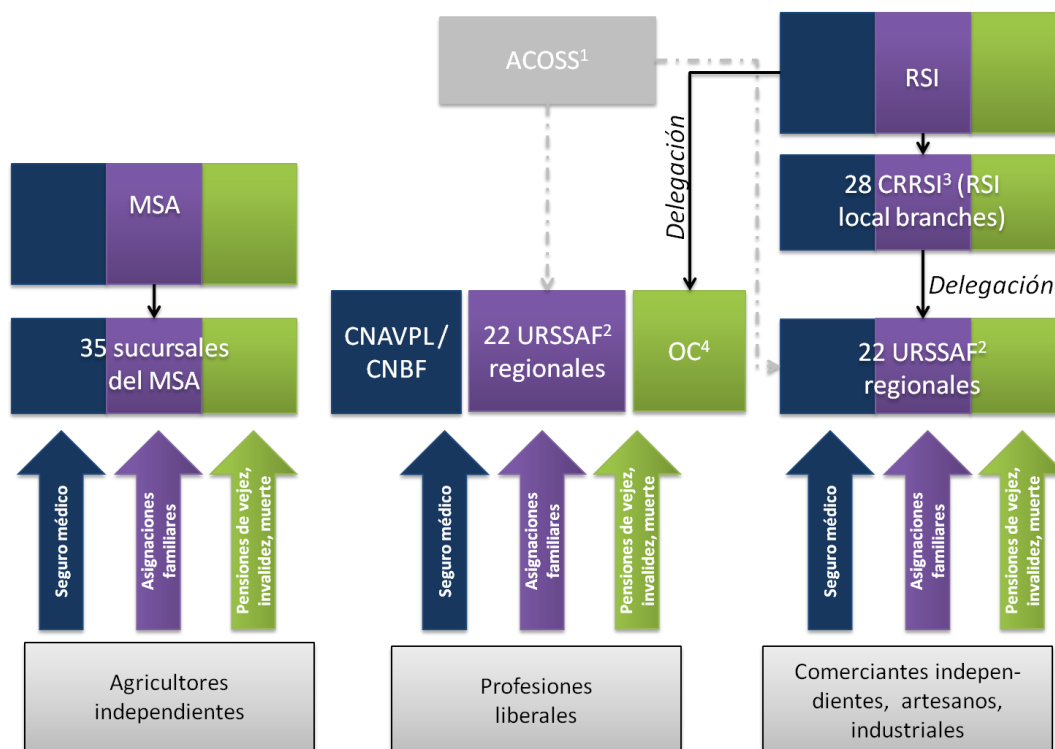 ACOSS¹
RSI
Delegación
MSA
28 CRRSI³ (RSI
local branches)
Delegación
35 sucursales
del MSA
CNAVPL/
CNBF
22 URSSAF²
regionales
OC⁴
22 URSSAF²
regionales
Seguro médico
Asignaciones
familiares
Pensiones de vejez,
invalidez, muerte
Seguro médico
Asignaciones
familiares
Pensiones de vejez,
invalidez, muerte
Seguro médico
Asignaciones
familiares
Pensiones de vejez,
invalidez, muerte
Agricultores
independientes
Profesiones
liberales
Comerciantes indepen-
dientes, artesanos,
industriales